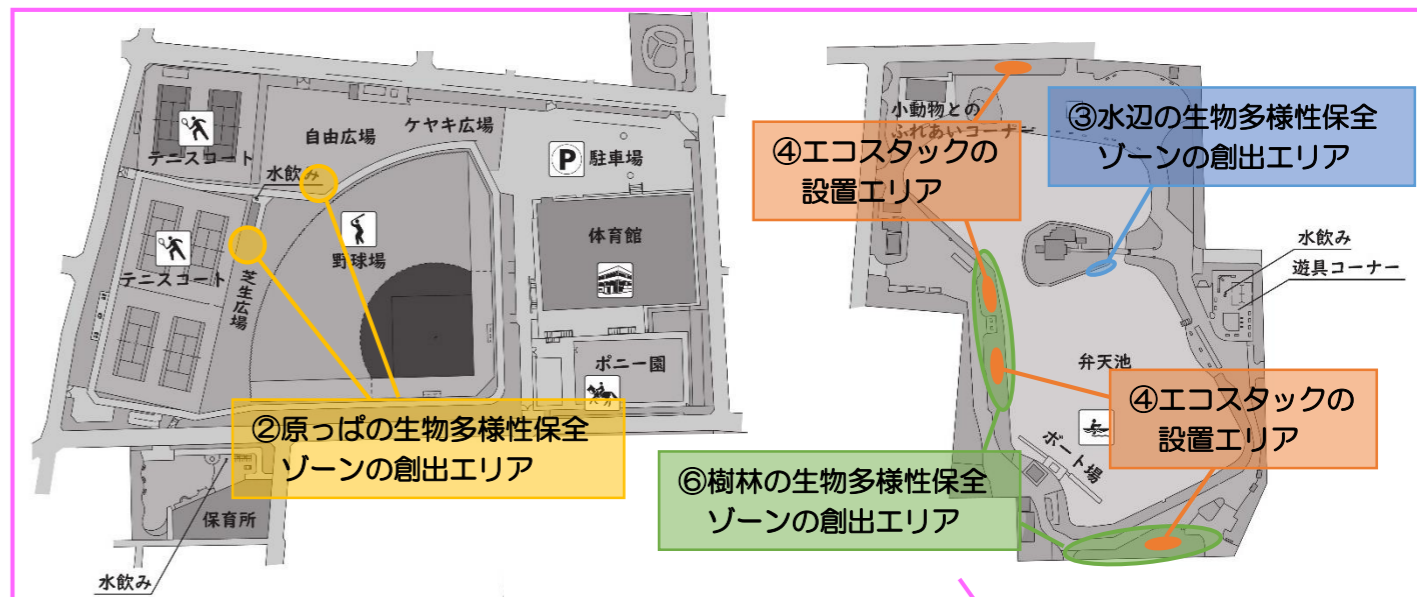 テニスコート
自由広場
ケヤキ広場
水飲み
P
駐車場
テニスコート
芝生広場
野球場
体育館
ポニー園
②原っぱの生物多様性保全
ゾーンの創出エリア
保育所
水飲み
小動物との
ふれあいコーナー
④エコスタックの
設置エリア
③水辺の生物多様性保全
ゾーンの創出エリア
水飲み
遊具コーナー
弁天池
④エコスタックの
設置エリア
ボート場
⑥樹林の生物多様性保全
ゾーンの創出エリア